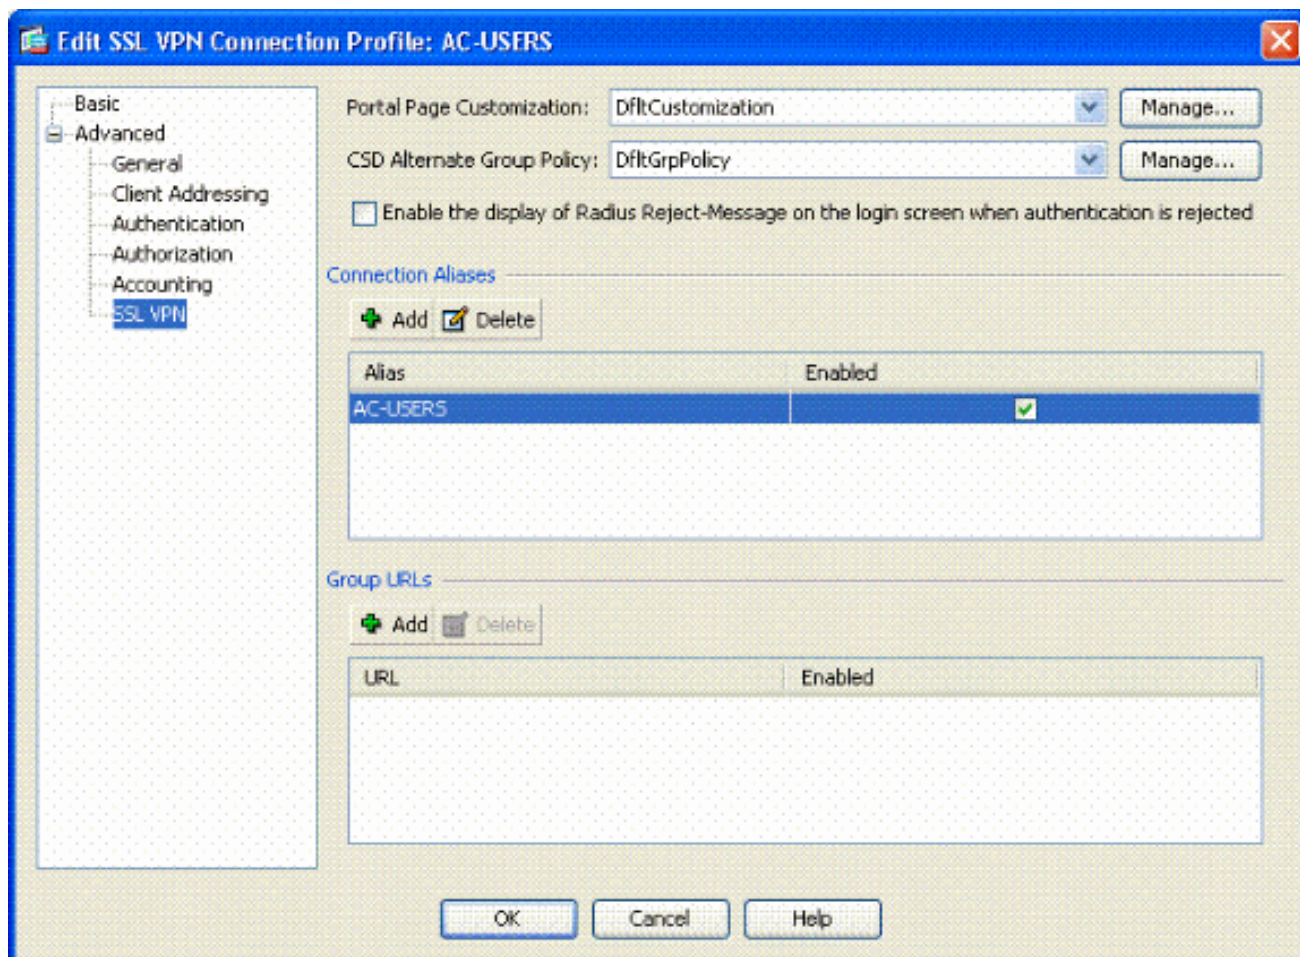 Edit SSL VPN Connection Profile: AC-USERS
Basic
Advanced
General
Client Addressing
Authentication
Authorization
Accounting
SSL VPN
Portal Page Customization: DfltCustomization Manage...
CSD Alternate Group Policy: DfltGrpPolicy Manage...
Enable the display of Radius Reject-Message on the login screen when authentication is rejected
Connection Aliases
Add Delete
Alias Enabled
AC-USERS
Group URLs
Add Delete
URL Enabled
OK Cancel Help